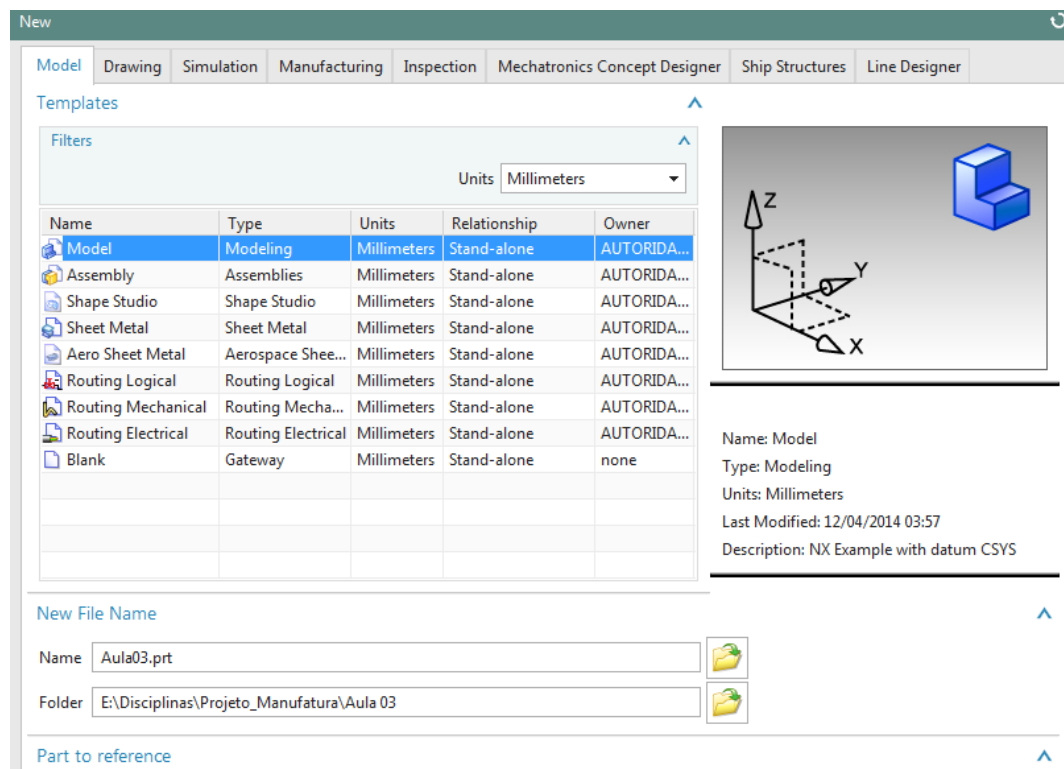 New
Model Drawing Simulation Manufacturing Inspection Mechatronics Concept Designer Ship Structures Line Designer
Templates
Filters
Units Millimeters
Name Type Units Relationship Owner
Model Modeling Millimeters Stand-alone AUTORIDA...
Assembly Assemblies Millimeters Stand-alone AUTORIDA...
Shape Studio Shape Studio Millimeters Stand-alone AUTORIDA...
Sheet Metal Sheet Metal Millimeters Stand-alone AUTORIDA...
Aero Sheet Metal Aerospace Shee... Millimeters Stand-alone AUTORIDA...
Routing Logical Routing Logical Millimeters Stand-alone AUTORIDA...
Routing Mechanical Routing Mecha... Millimeters Stand-alone AUTORIDA...
Routing Electrical Routing Electrical Millimeters Stand-alone AUTORIDA...
Blank Gateway Millimeters Stand-alone none
Z
Y
X
Name: Model
Type: Modeling
Units: Millimeters
Last Modified: 12/04/2014 03:57
Description: NX Example with datum CSYS
New File Name
Name Aula03.prt
Folder E:\Disciplinas\Projeto_Manufatura\Aula 03
Part to reference